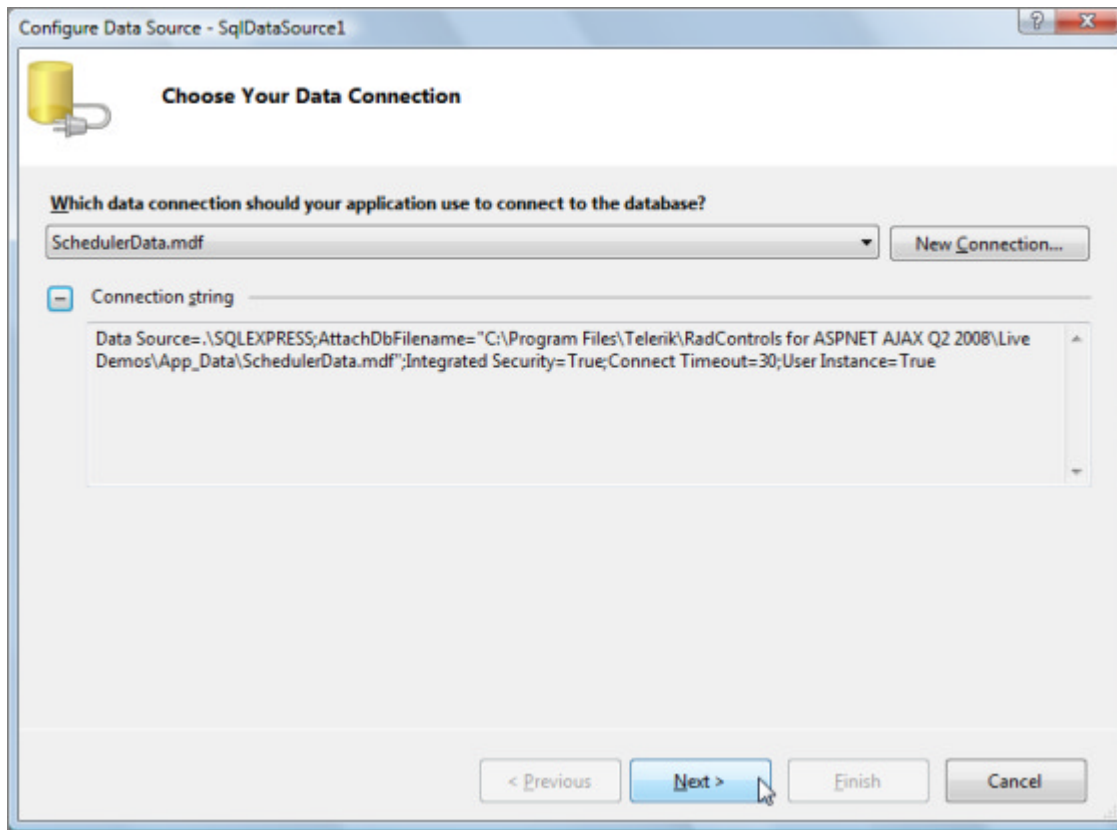 Configure Data Source - SqlDataSource1
Choose Your Data Connection
Which data connection should your application use to connect to the database?
SchedulerData.mdf
New Connection...
Connection string
Data Source=.\SQLEXPRESS;AttachDbFilename="C:\Program Files\Telerik\RadControls for ASPNET AJAX Q2 2008\Live
Demos\App_Data\SchedulerData.mdf";Integrated Security=True;Connect Timeout=30;User Instance=True
< Previous
Next >
Finish
Cancel